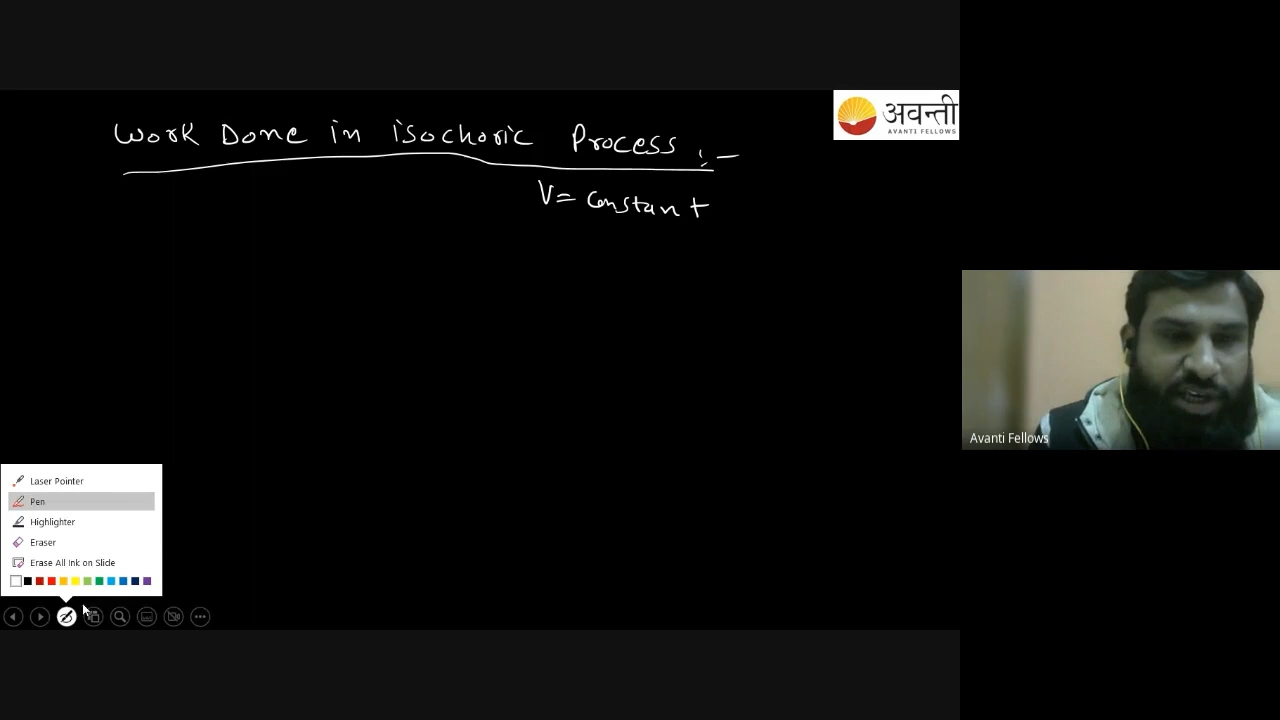 अवन्ती
AVANTI FELLOWS
Work Done in isochoric Process :-
V= constant
Avanti Fellows
Laser Pointer
Pen
Highlighter
Eraser
Erase All Ink on Slide